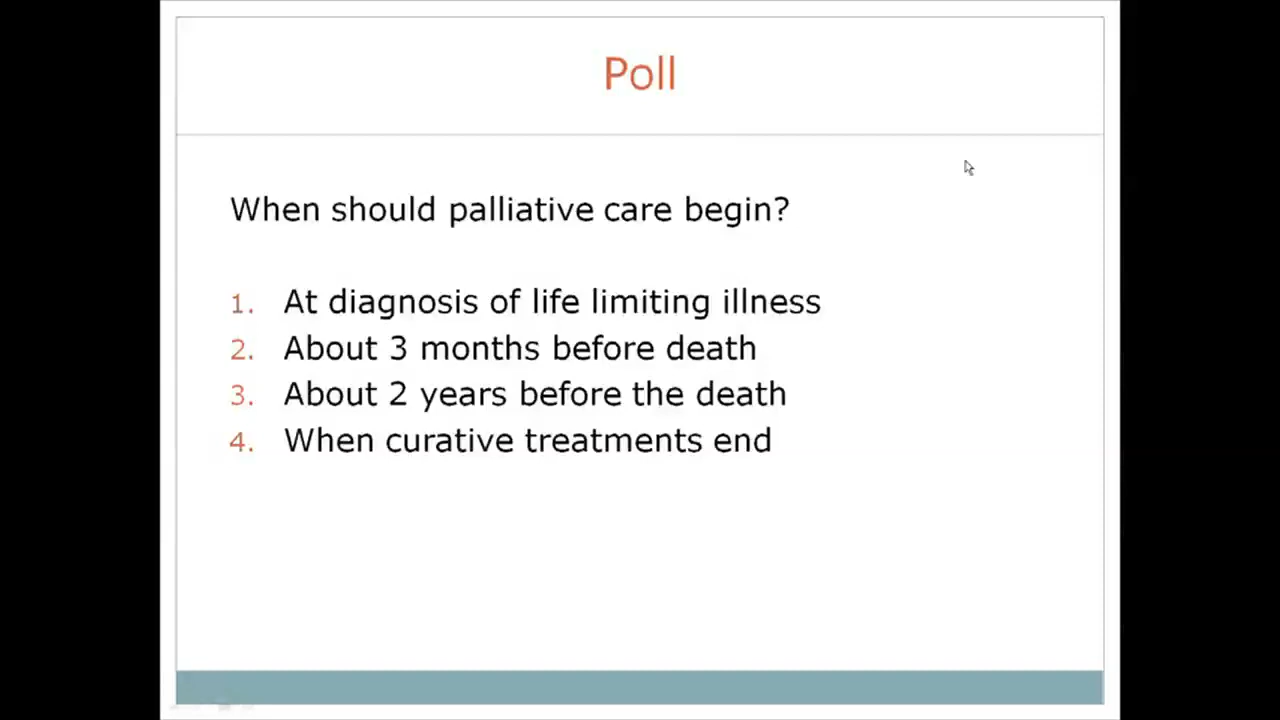 Poll
When should palliative care begin?
1. At diagnosis of life limiting illness
2. About 3 months before death
3. About 2 years before the death
4. When curative treatments end